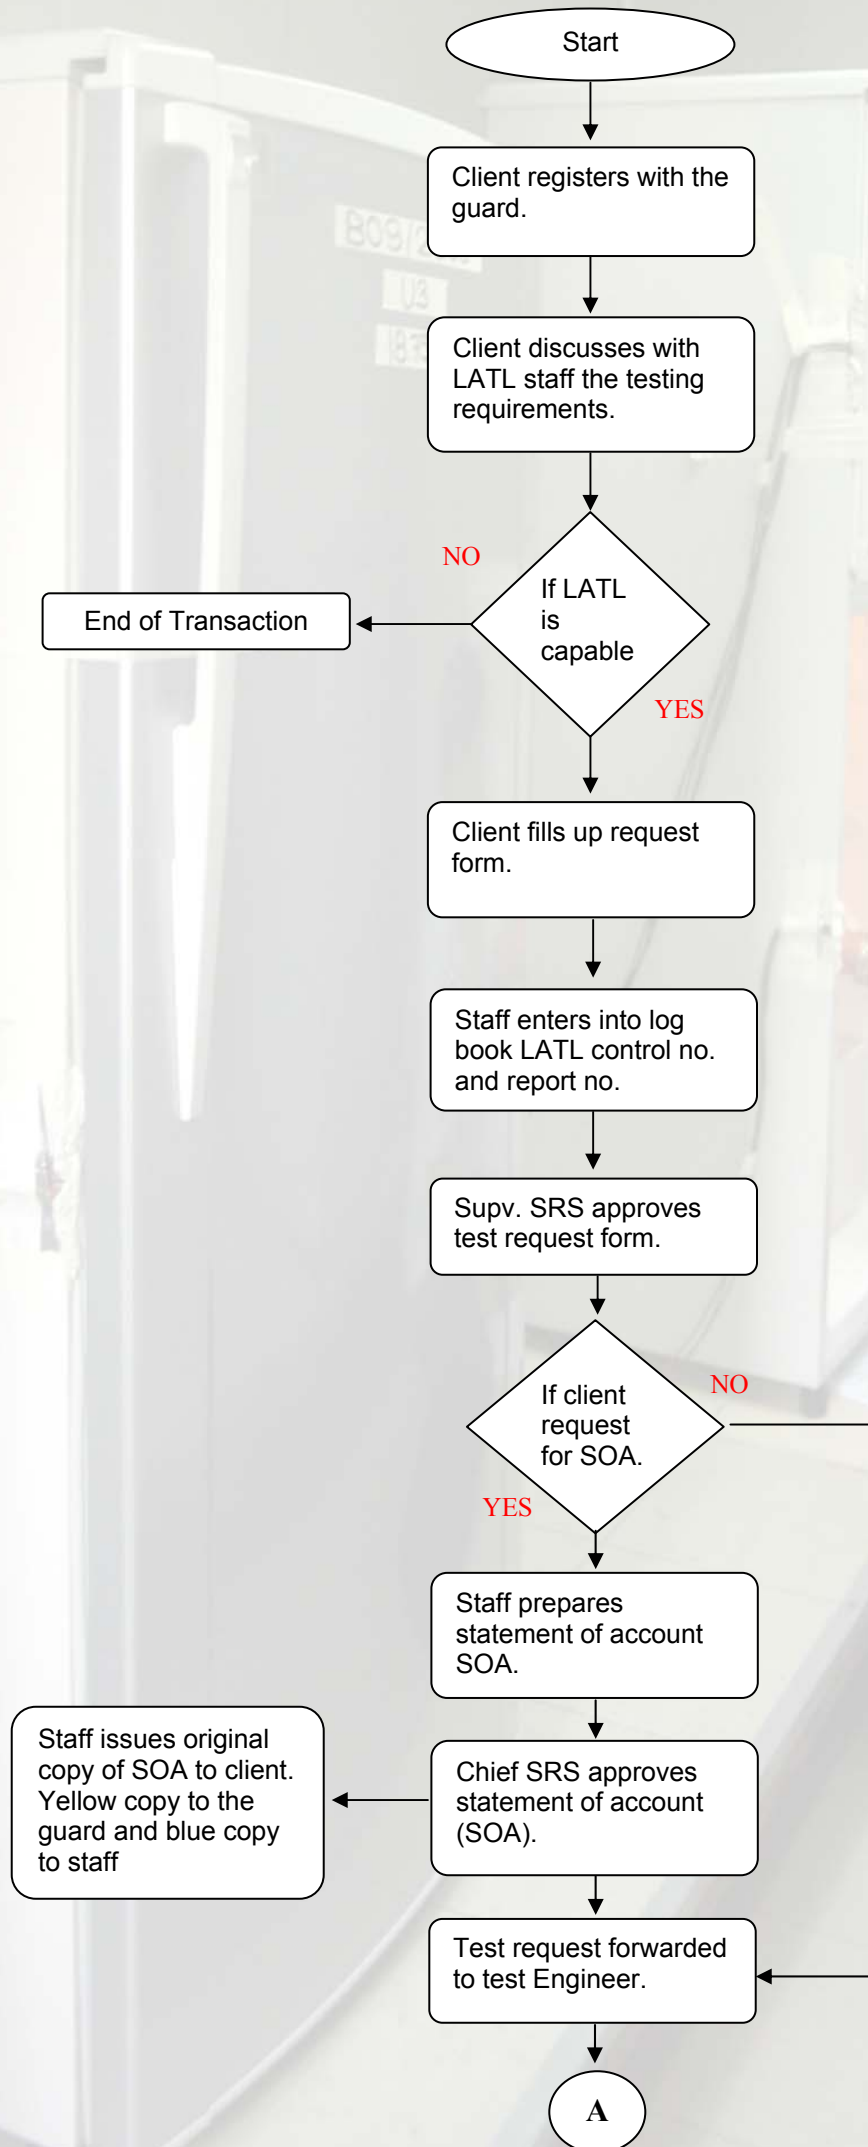 Start
Client registers with the
guard.
Client discusses with
LATL staff the testing
requirements.
If LATL
is
capable
NO
End of Transaction
YES
Client fills up request
form.
Staff enters into log
book LATL control no.
and report no.
Supv. SRS approves
test request form.
If client
request
for SOA.
NO
YES
Staff prepares
statement of account
SOA.
Chief SRS approves
statement of account
(SOA).
Staff issues original
copy of SOA to client.
Yellow copy to the
guard and blue copy
to staff
Test request forwarded
to test Engineer.
A
U3